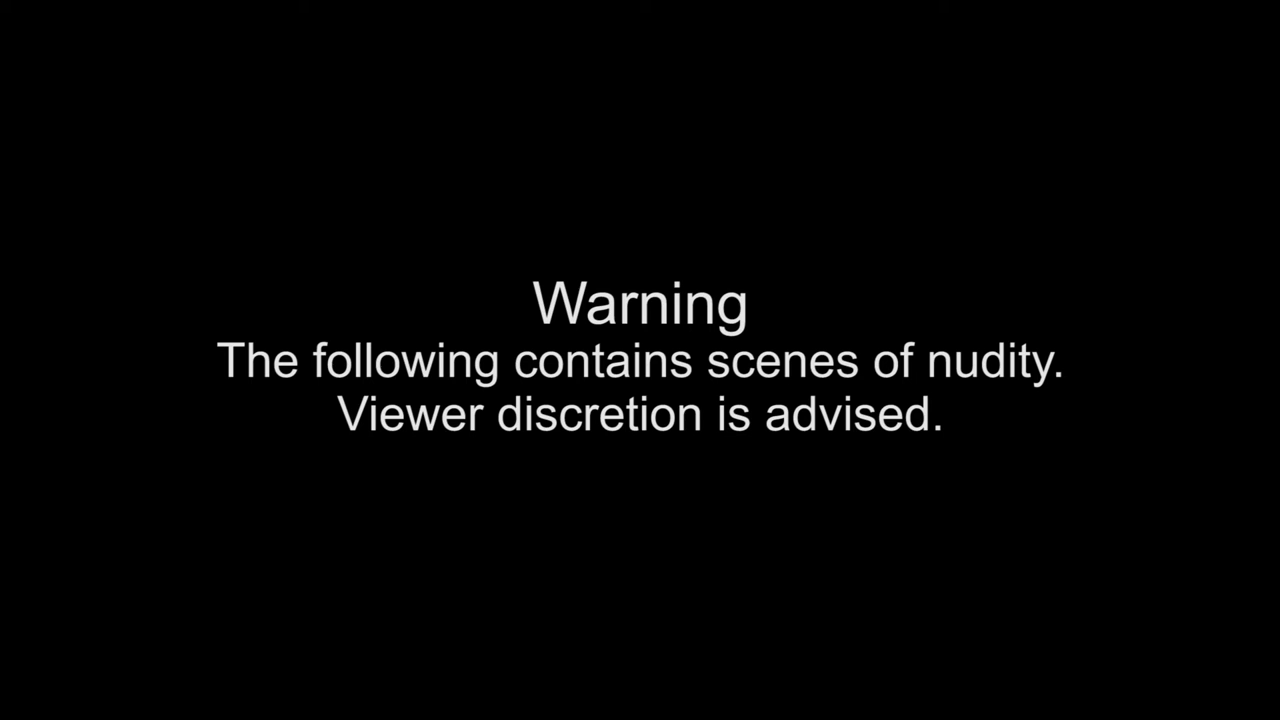 Warning
The following contains scenes of nudity.
Viewer discretion is advised.